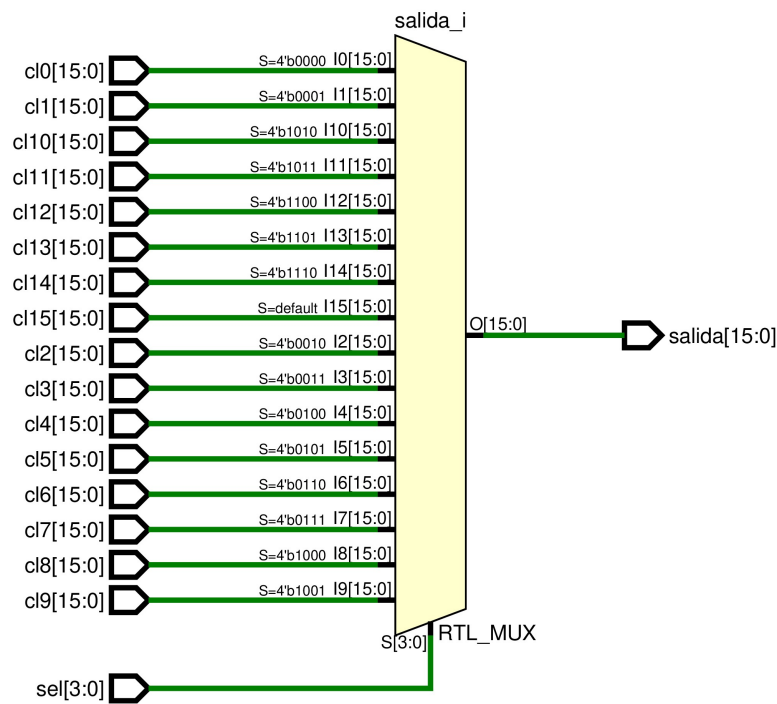 salida_i
cl0[15:0] S=4'b0000 I0[15:0]
cl1[15:0] S=4'b0001 I1[15:0]
cl10[15:0] S=4'b1010 I10[15:0]
cl11[15:0] S=4'b1011 I11[15:0]
cl12[15:0] S=4'b1100 I12[15:0]
cl13[15:0] S=4'b1101 I13[15:0]
cl14[15:0] S=4'b1110 I14[15:0]
cl15[15:0] S=default I15[15:0]
O[15:0] salida[15:0]
cl2[15:0] S=4'b0010 I2[15:0]
cl3[15:0] S=4'b0011 I3[15:0]
cl4[15:0] S=4'b0100 I4[15:0]
cl5[15:0] S=4'b0101 I5[15:0]
cl6[15:0] S=4'b0110 I6[15:0]
cl7[15:0] S=4'b0111 I7[15:0]
cl8[15:0] S=4'b1000 I8[15:0]
cl9[15:0] S=4'b1001 I9[15:0]
S[3:0] RTL_MUX
sel[3:0]